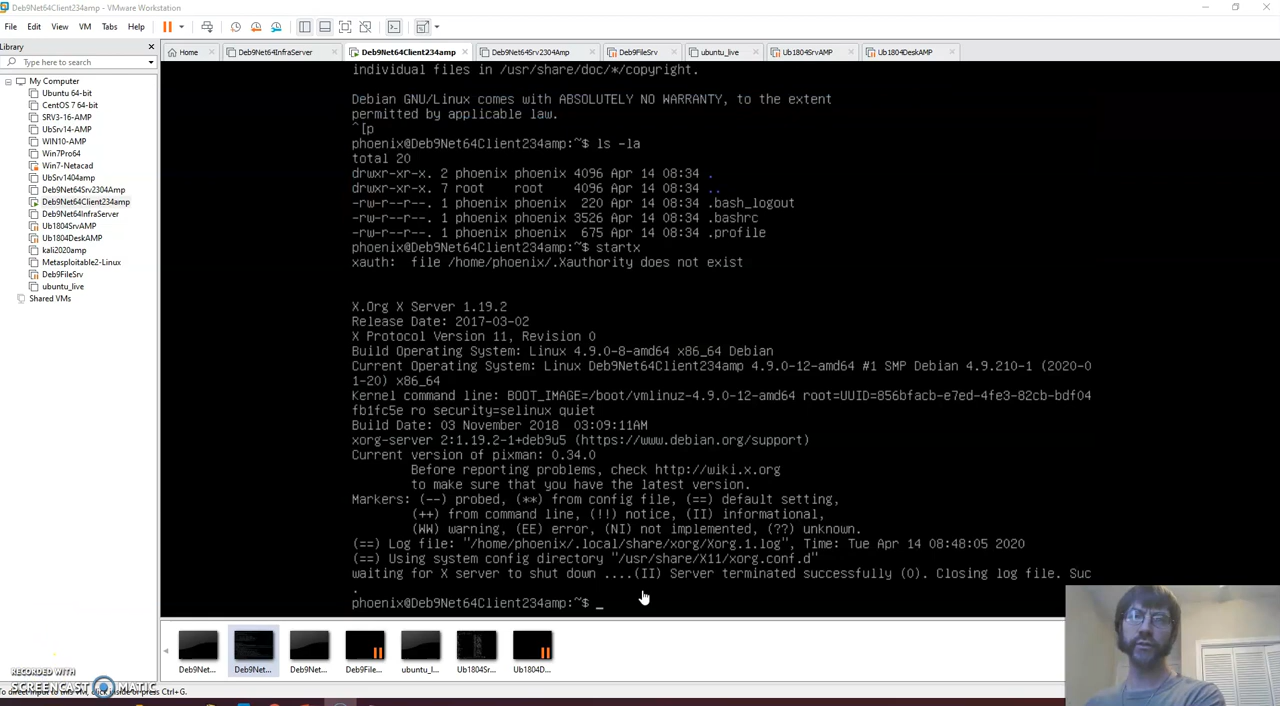 Deb9Net64Client234amp - VMware Workstation
File Edit View VM Tabs Help
Library
Type here to search
My Computer
Ubuntu 64-bit
CentOS 7 64-bit
SRV3-16-AMP
UbSrv14-AMP
WIN10-AMP
Win7Pro64
Win7-Netacad
UbSrv1404amp
Deb9Net64Srv2304Amp
Deb9Net64Client234amp
Deb9Net64InfraServer
Ub1804SrvAMP
Ub1804DeskAMP
kali2020amp
Metasploitable2-Linux
Deb9FileSrv
ubuntu_live
Shared VMs
Home Deb9Net64InfraServer Deb9Net64Client234amp Deb9Net64Srv2304Amp Deb9FileSrv ubuntu_live Ub1804SrvAMP Ub1804DeskAMP
individual files in /usr/share/doc/*/copyright.
Debian GNU/Linux comes with ABSOLUTELY NO WARRANTY, to the extent
permitted by applicable law.
^[p
phoenix@Deb9Net64Client234amp:~$ ls -la
total 20
drwxr-xr-x. 2 phoenix phoenix 4096 Apr 14 08:34 .
drwxr-xr-x. 7 root root 4096 Apr 14 08:34 ..
-rw-r--r--. 1 phoenix phoenix 220 Apr 14 08:34 .bash_logout
-rw-r--r--. 1 phoenix phoenix 3526 Apr 14 08:34 .bashrc
-rw-r--r--. 1 phoenix phoenix 675 Apr 14 08:34 .profile
phoenix@Deb9Net64Client234amp:~$ startx
xauth: file /home/phoenix/.Xauthority does not exist
X.Org X Server 1.19.2
Release Date: 2017-03-02
X Protocol Version 11, Revision 0
Build Operating System: Linux 4.9.0-8-amd64 x86_64 Debian
Current Operating System: Linux Deb9Net64Client234amp 4.9.0-12-amd64 #1 SMP Debian 4.9.210-1 (2020-0
1-20) x86_64
Kernel command line: BOOT_IMAGE=/boot/vmlinuz-4.9.0-12-amd64 root=UUID=856bfacb-e7ed-4fe3-82cb-bdf04
fb1fc5e ro security=selinux quiet
Build Date: 03 November 2018 03:09:11AM
xorg-server 2:1.19.2-1+deb9u5 (https://www.debian.org/support)
Current version of pixman: 0.34.0
Before reporting problems, check http://wiki.x.org
to make sure that you have the latest version.
Markers: (--) probed, (**) from config file, (==) default setting,
(++) from command line, (!!) notice, (II) informational,
(WW) warning, (EE) error, (NI) not implemented, (??) unknown.
(==) Log file: "/home/phoenix/.local/share/xorg/Xorg.1.log", Time: Tue Apr 14 08:48:05 2020
(==) Using system config directory "/usr/share/X11/xorg.conf.d"
waiting for X server to shut down ....(II) Server terminated successfully (0). Closing log file. Suc
.
phoenix@Deb9Net64Client234amp:~$ _
Deb9Net... Deb9Net... Deb9Net... Deb9File... ubuntu_l... Ub1804Sr... Ub1804D...
RECORDED WITH
SCREENCAST MATIC
To direct input to this VM, click inside or press Ctrl+G.